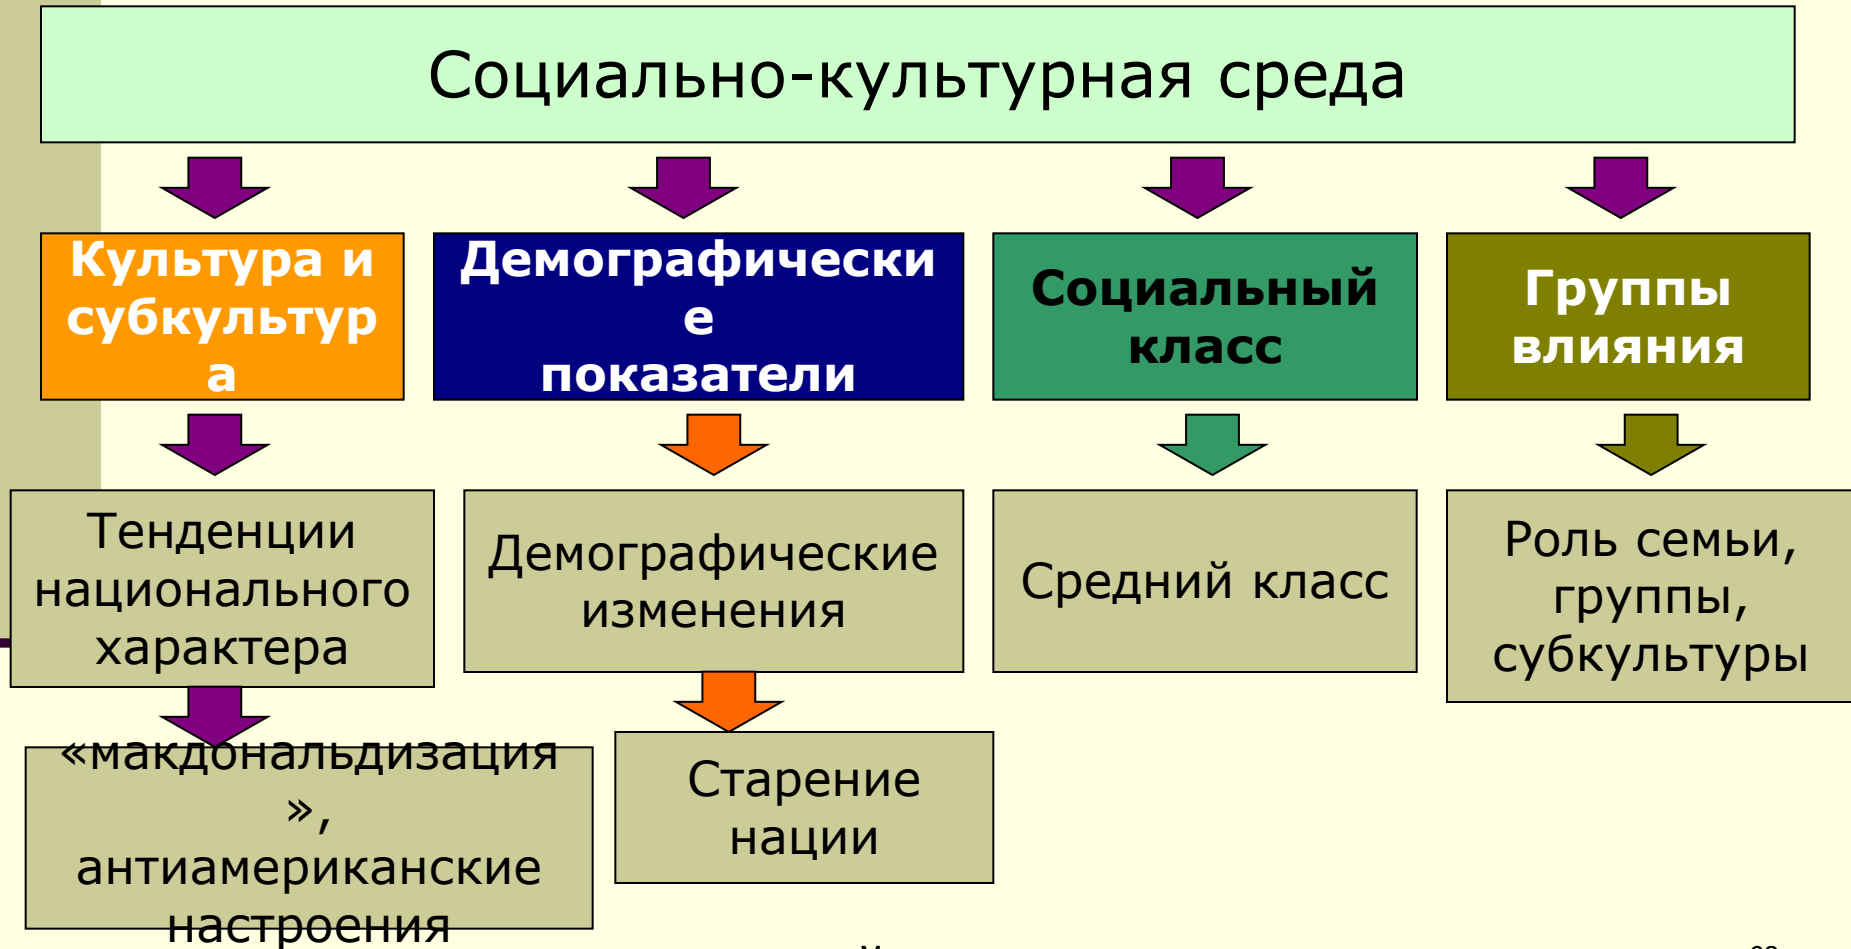 Социально-культурная среда
Культура и
субкультур
а
Демографически
е
показатели
Социальный
класс
Группы
влияния
Тенденции
национального
характера
Демографические
изменения
Средний класс
Роль семьи,
группы,
субкультуры
«макдональдизация
»,
антиамериканские
настроения
Старение
нации